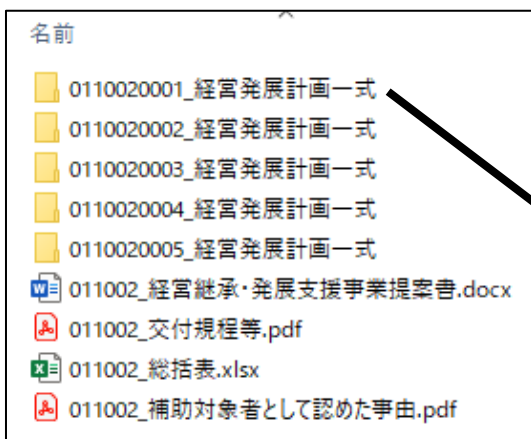 名前
0110020001_経営発展計画一式
0110020002_経営発展計画一式
0110020003_経営発展計画一式
0110020004_経営発展計画一式
0110020005_経営発展計画一式
011002_経営継承・発展支援事業提案書.docx
011002_交付規程等.pdf
011002_総括表.xlsx
011002_補助対象者として認めた事由.pdf